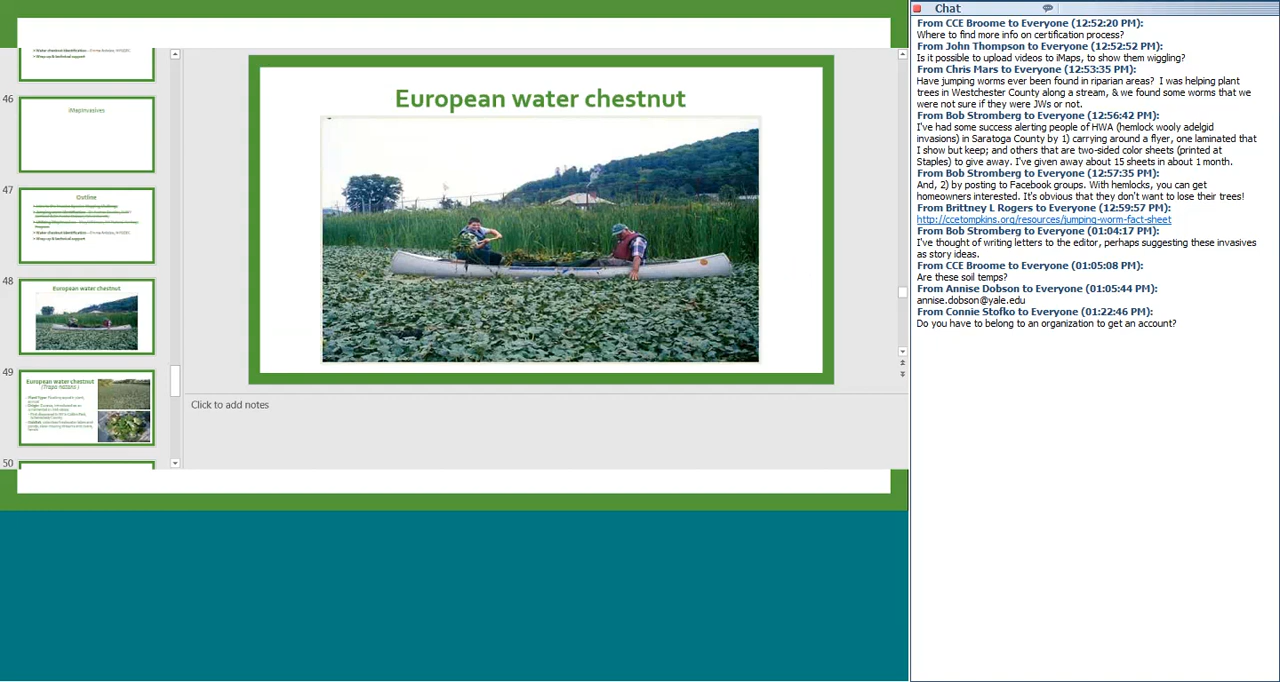 46
iMapInvasives
47
Outline
48
European water chestnut
49
European water chestnut
(Trapa natans)
50
European water chestnut
Click to add notes
Chat
From CCE Broome to Everyone (12:52:20 PM):
Where to find more info on certification process?
From John Thompson to Everyone (12:52:52 PM):
Is it possible to upload videos to iMaps, to show them wiggling?
From Chris Mars to Everyone (12:53:35 PM):
Have jumping worms ever been found in riparian areas?  I was helping plant
trees in Westchester County along a stream, & we found some worms that we
were not sure if they were JWs or not.
From Bob Stromberg to Everyone (12:56:42 PM):
I've had some success alerting people of HWA (hemlock wooly adelgid
invasions) in Saratoga County by 1) carrying around a flyer, one laminated that
I show but keep; and others that are two-sided color sheets (printed at
Staples) to give away. I've given away about 15 sheets in about 1 month.
From Bob Stromberg to Everyone (12:57:35 PM):
And, 2) by posting to Facebook groups. With hemlocks, you can get
homeowners interested. It's obvious that they don't want to lose their trees!
From Brittney L Rogers to Everyone (12:59:57 PM):
http://ccetompkins.org/resources/jumping-worm-fact-sheet
From Bob Stromberg to Everyone (01:04:17 PM):
I've thought of writing letters to the editor, perhaps suggesting these invasives
as story ideas.
From CCE Broome to Everyone (01:05:08 PM):
Are these soil temps?
From Annise Dobson to Everyone (01:05:44 PM):
annise.dobson@yale.edu
From Connie Stofko to Everyone (01:22:46 PM):
Do you have to belong to an organization to get an account?